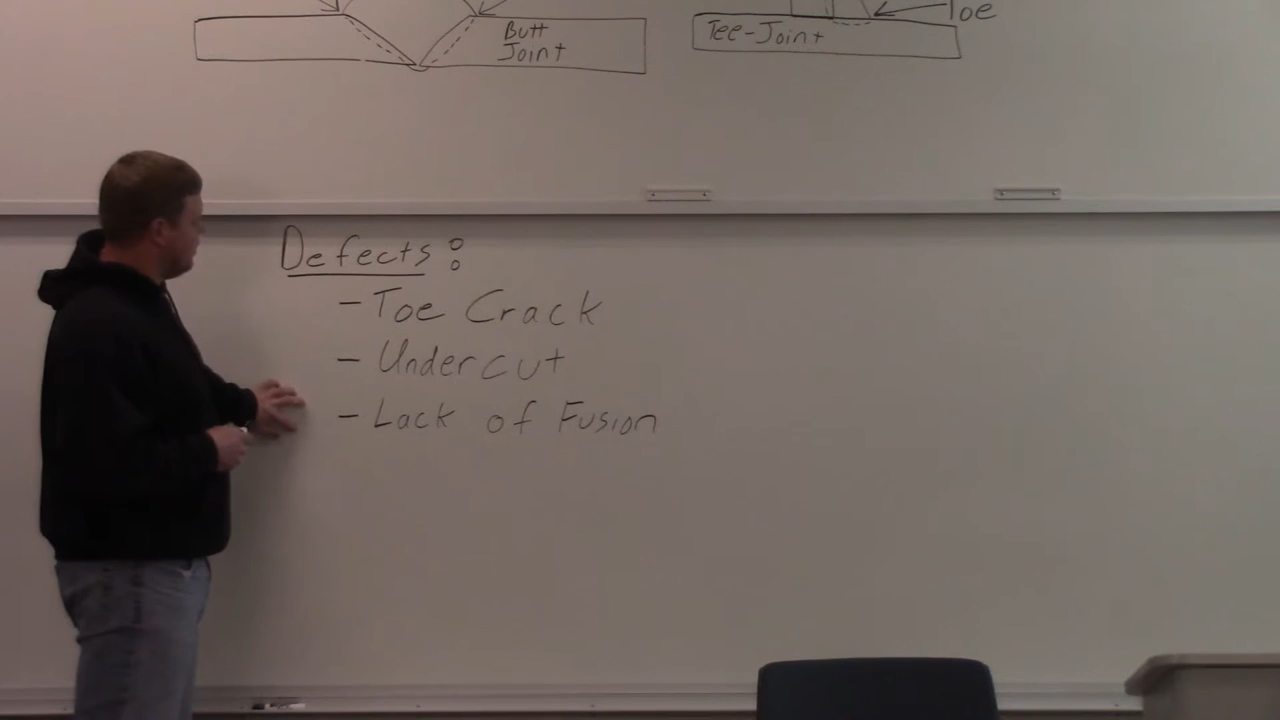 Butt
Joint
Tee-Joint
Toe
Defects:
- Toe Crack
- Undercut
- Lack of Fusion